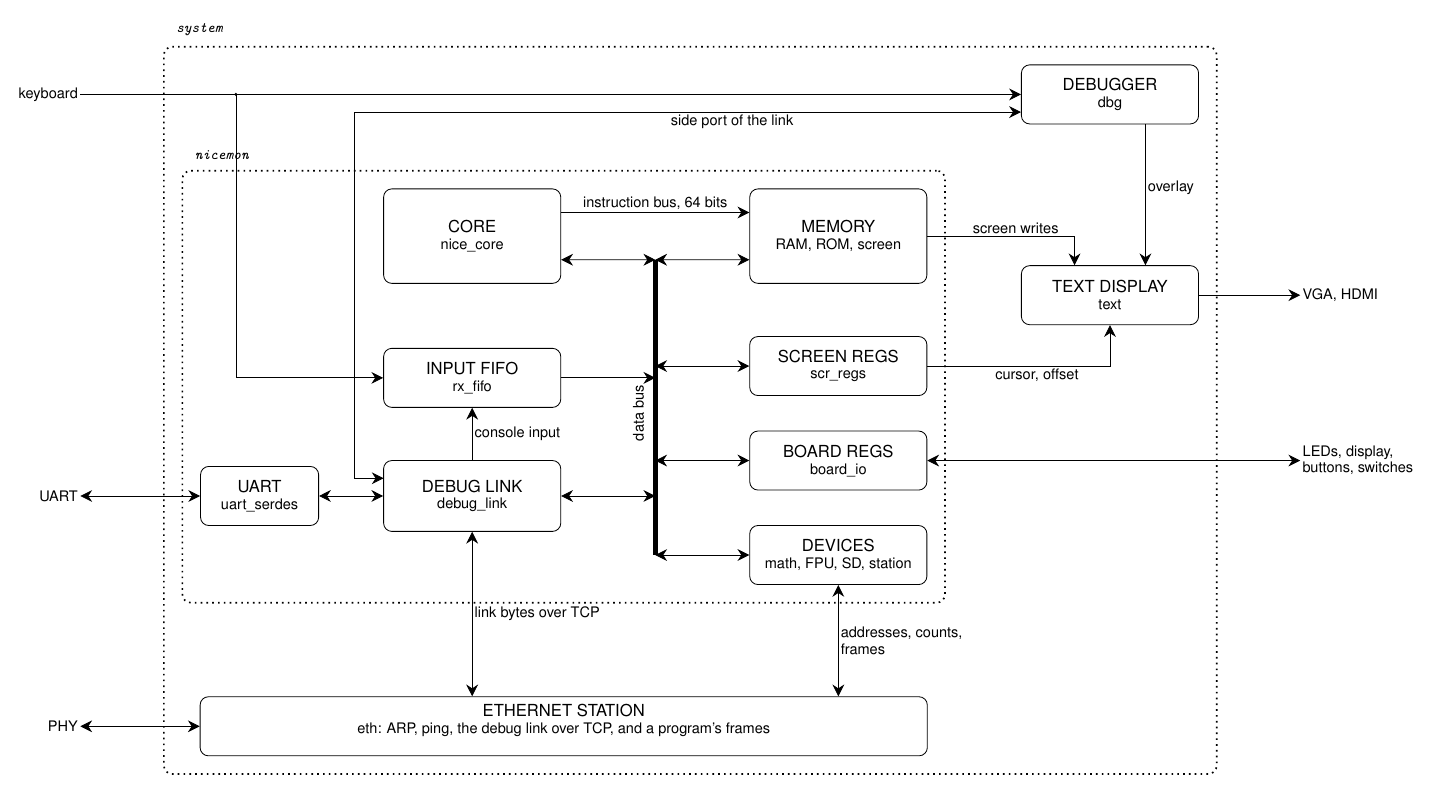 system
keyboard
DEBUGGER
dbg
side port of the link
nicemon
overlay
CORE
nice_core
instruction bus, 64 bits
MEMORY
RAM, ROM, screen
screen writes
TEXT DISPLAY
text
VGA, HDMI
INPUT FIFO
rx_fifo
SCREEN REGS
scr_regs
cursor, offset
data bus
console input
BOARD REGS
board_io
LEDs, display,
buttons, switches
UART
UART
uart_serdes
DEBUG LINK
debug_link
DEVICES
math, FPU, SD, station
link bytes over TCP
addresses, counts,
frames
PHY
ETHERNET STATION
eth: ARP, ping, the debug link over TCP, and a program's frames